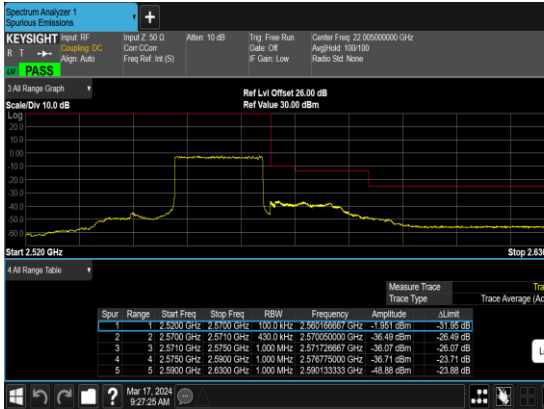 Spectrum Analyzer 1
Spurious Emissions
+
KEYSIGHT Input: RF Input Z: 50 Ω Atten: 10 dB Trig: Free Run Center Freq: 22.005000000 GHz
R T Coupling: DC Corr CCorr Gate: Off Avg|Hold: 100/100
Align: Auto Freq Ref: Int (S) IF Gain: Low Radio Std: None
PASS
3 All Range Graph
Ref Lvl Offset 26.00 dB
Scale/Div 10.0 dB Ref Value 30.00 dBm
Log
20.0
10.0
0.00
-10.0
-20.0
-30.0
-40.0
-50.0
-60.0
Start 2.520 GHz Stop 2.630
4 All Range Table
Measure Trace Tra
Trace Type Trace Average (Ac
Spur Range Start Freq Stop Freq RBW Frequency Amplitude ΔLimit
1 1 2.5200 GHz 2.5700 GHz 100.0 kHz 2.560166667 GHz -1.951 dBm -31.95 dB
2 2 2.5700 GHz 2.5710 GHz 430.0 kHz 2.570050000 GHz -36.49 dBm -26.49 dB
3 3 2.5710 GHz 2.5750 GHz 1.000 MHz 2.571726667 GHz -36.07 dBm -26.07 dB
4 4 2.5750 GHz 2.5900 GHz 1.000 MHz 2.576775000 GHz -36.71 dBm -23.71 dB
5 5 2.5900 GHz 2.6300 GHz 1.000 MHz 2.590133333 GHz -48.88 dBm -23.88 dB
L
? Mar 17, 2024
9:27:25 AM